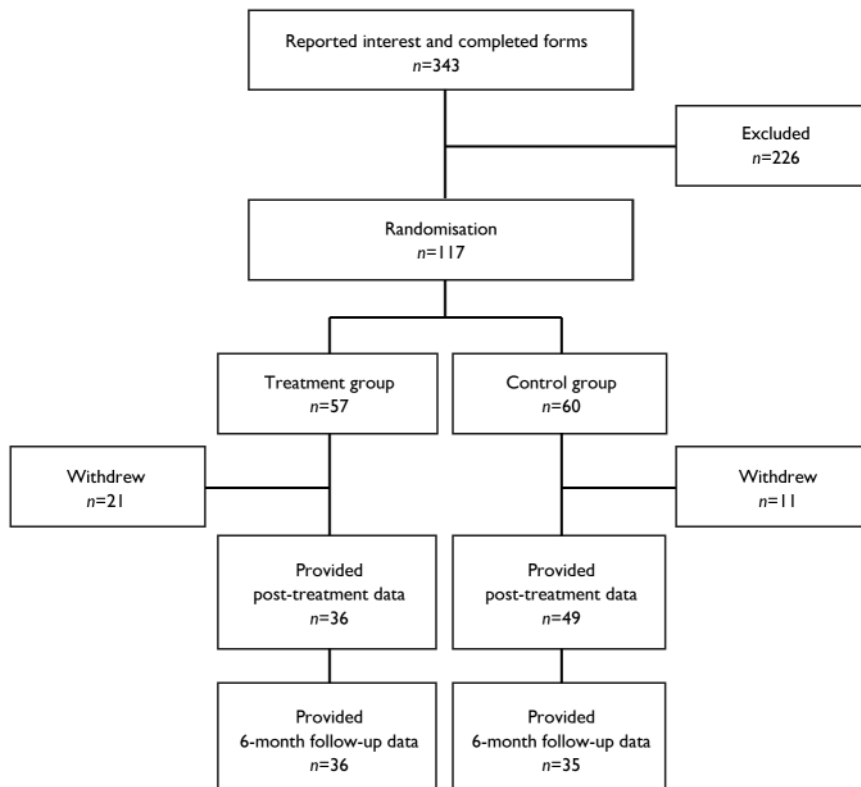 Reported interest and completed forms
n=343
Excluded
n=226
Randomisation
n=117
Treatment group
n=57
Control group
n=60
Withdrew
n=21
Withdrew
n=11
Provided
post-treatment data
n=36
Provided
post-treatment data
n=49
Provided
6-month follow-up data
n=36
Provided
6-month follow-up data
n=35